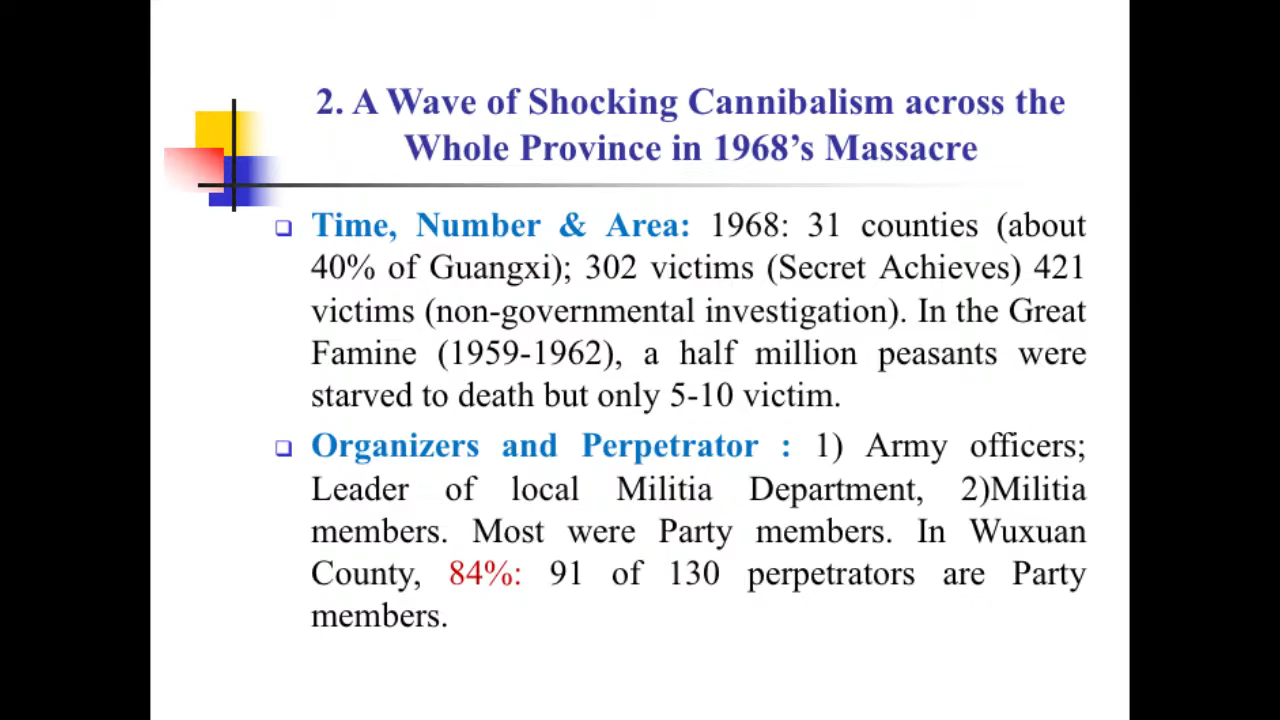 2. A Wave of Shocking Cannibalism across the
Whole Province in 1968’s Massacre
Time, Number & Area: 1968: 31 counties (about
40% of Guangxi); 302 victims (Secret Achieves) 421
victims (non-governmental investigation). In the Great
Famine (1959-1962), a half million peasants were
starved to death but only 5-10 victim.
Organizers and Perpetrator : 1) Army officers;
Leader of local Militia Department, 2)Militia
members. Most were Party members. In Wuxuan
County, 84%: 91 of 130 perpetrators are Party
members.